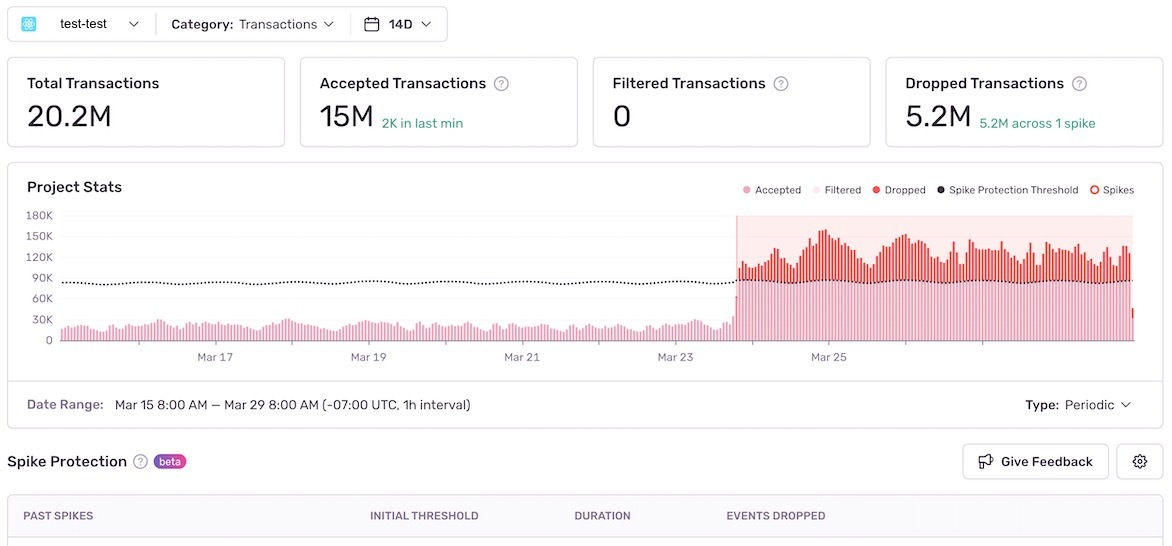 test-test Category: Transactions 14D
Total Transactions
20.2M
Accepted Transactions ?
15M 2K in last min
Filtered Transactions ?
0
Dropped Transactions ?
5.2M 5.2M across 1 spike
Project Stats
Accepted Filtered Dropped Spike Protection Threshold Spikes
180K
150K
120K
90K
60K
30K
0
Mar 17 Mar 19 Mar 21 Mar 23 Mar 25
Date Range: Mar 15 8:00 AM — Mar 29 8:00 AM (-07:00 UTC, 1h interval) Type: Periodic
Spike Protection ? beta Give Feedback
PAST SPIKES INITIAL THRESHOLD DURATION EVENTS DROPPED